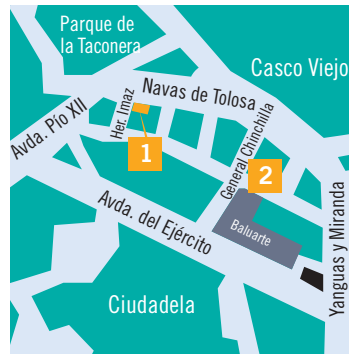 Parque de
la Taconera
Casco Viejo
Navas de Tolosa
Her. Imaz
Avda. Pío XII
1
General Chinchilla
2
Avda. del Ejército
Baluarte
Yanguas y Miranda
Ciudadela